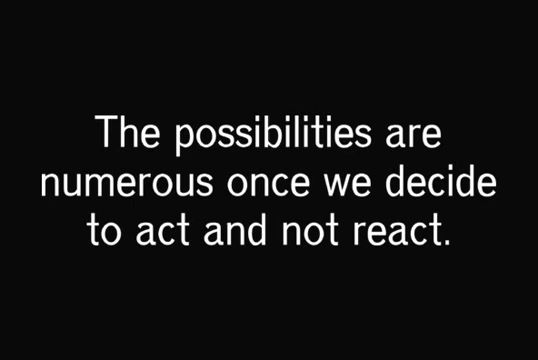 The possibilities are
numerous once we decide
to act and not react.